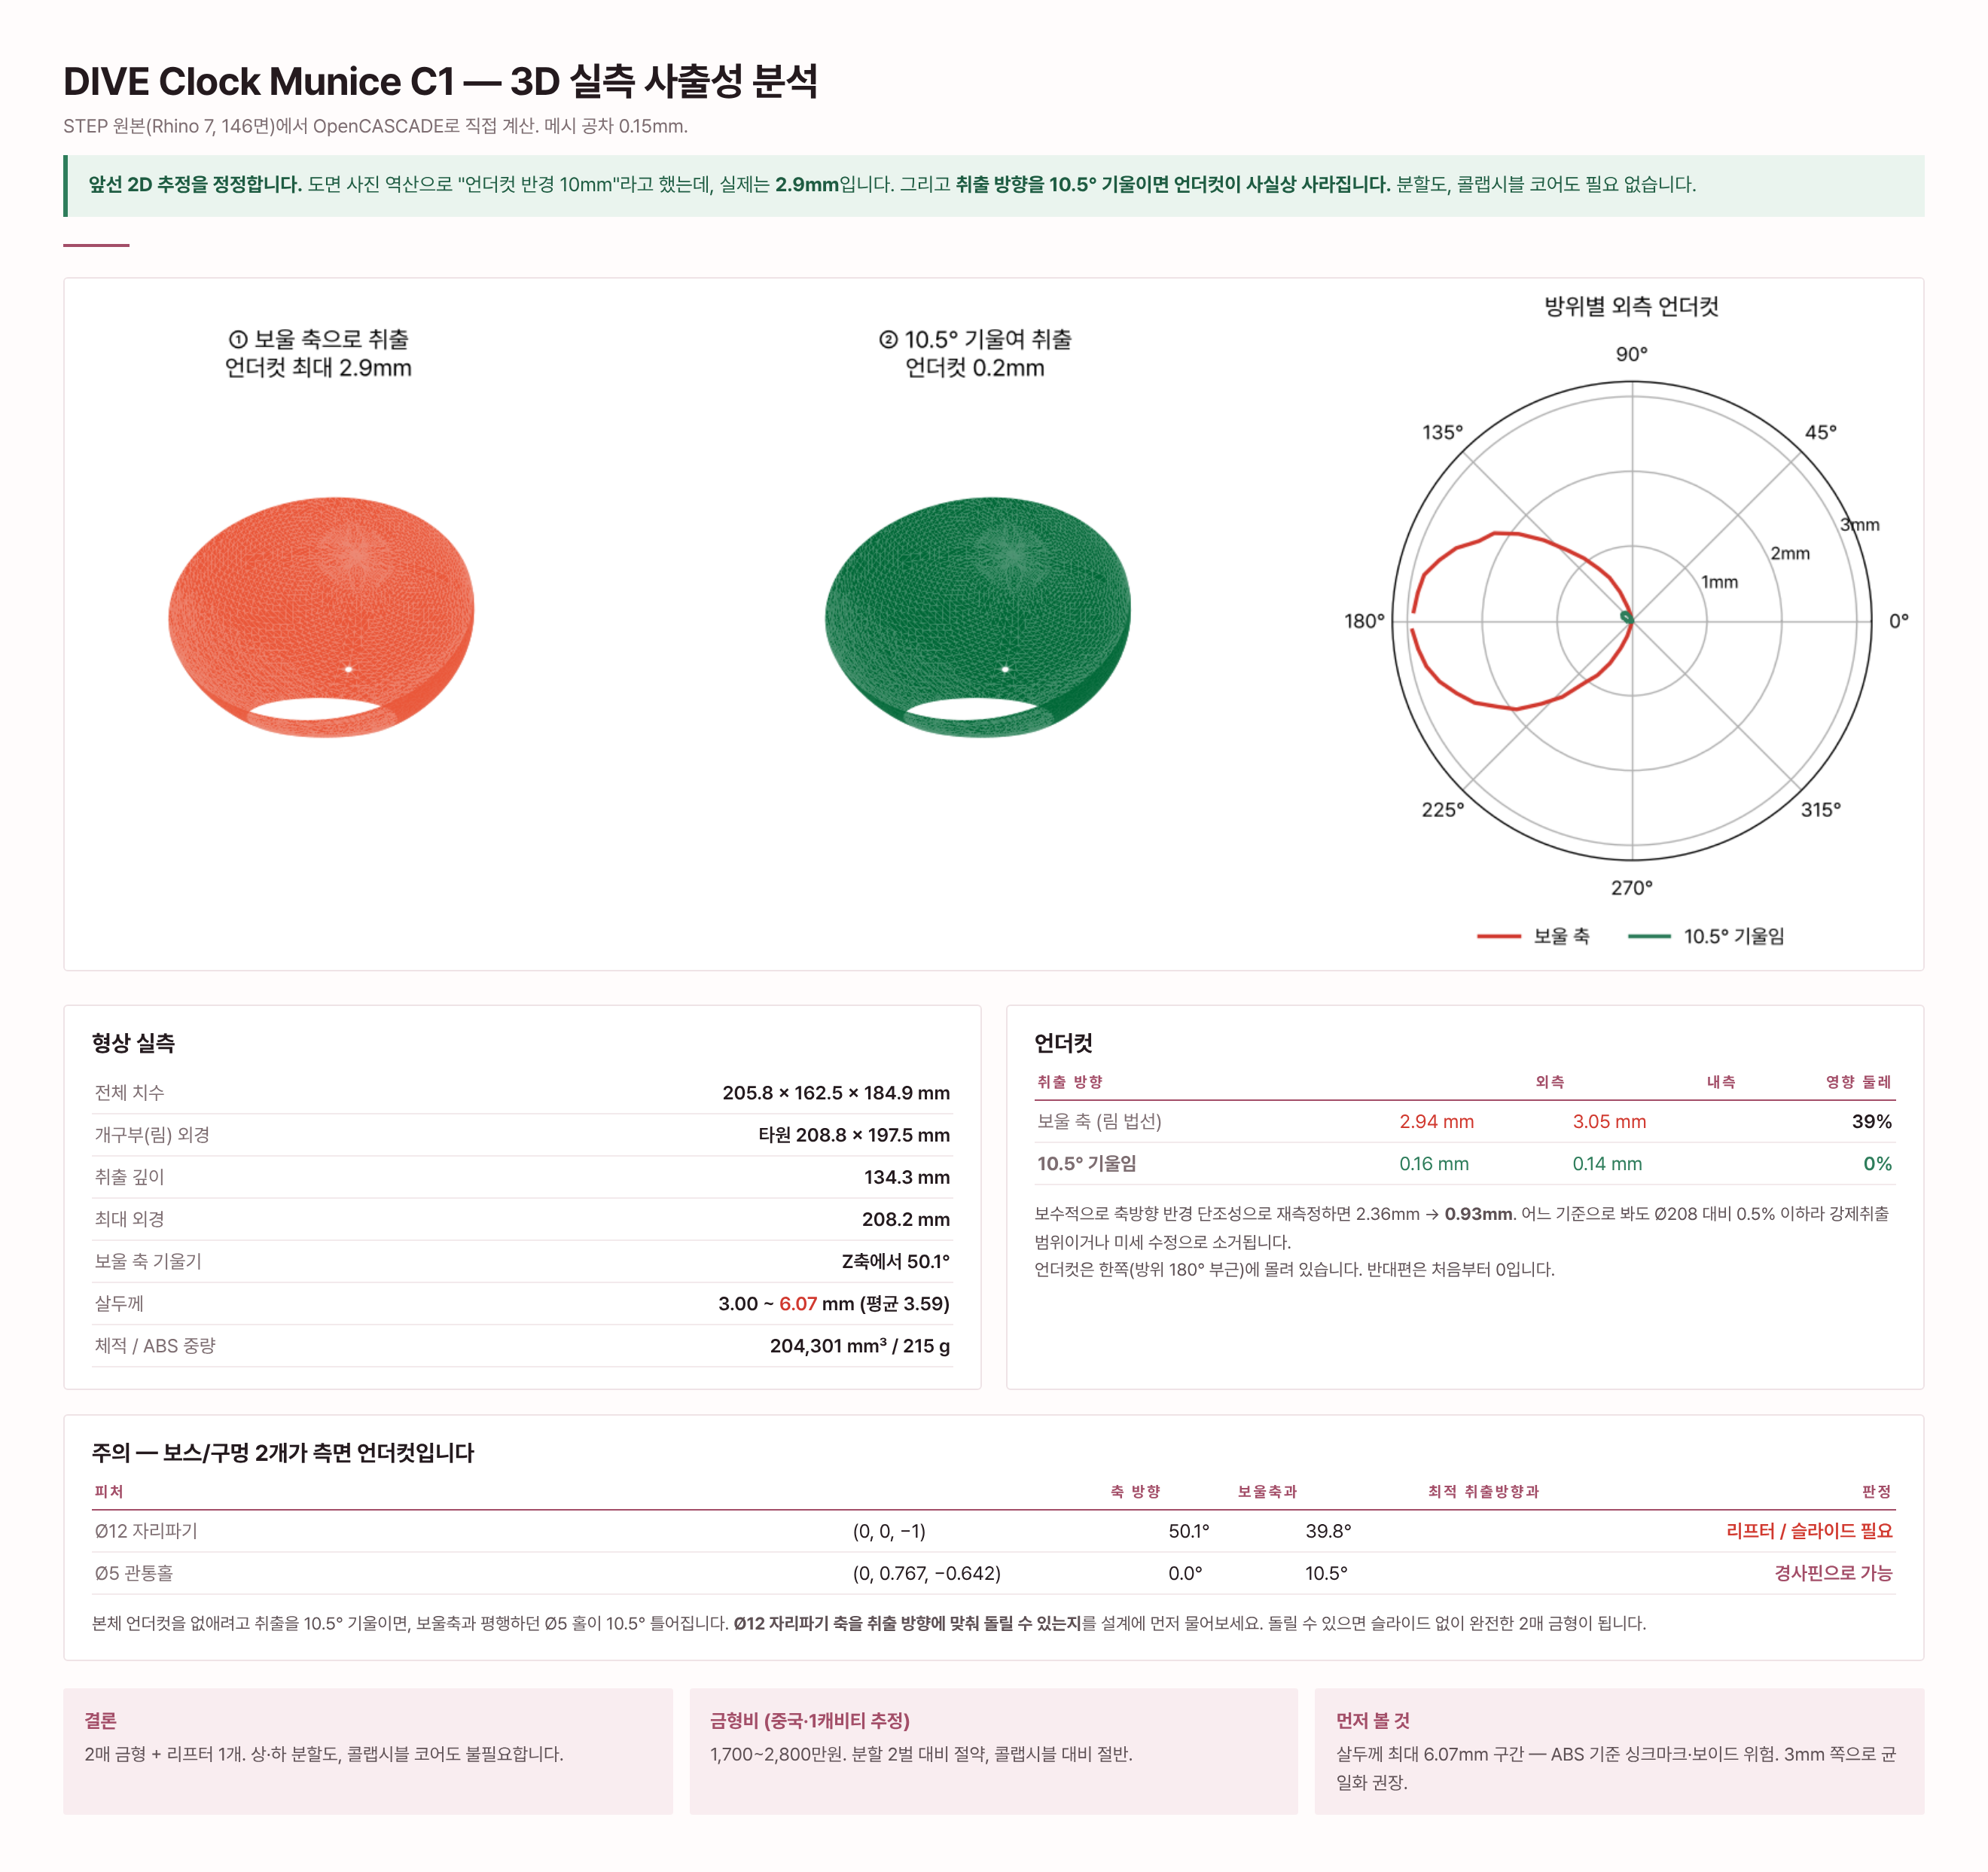 DIVE Clock Munice C1 — 3D 실측 사출성 분석
STEP 원본(Rhino 7, 146면)에서 OpenCASCADE로 직접 계산. 메시 공차 0.15mm.
앞선 2D 추정을 정정합니다. 도면 사진 역산으로 "언더컷 반경 10mm"라고 했는데, 실제는 2.9mm입니다. 그리고 취출 방향을 10.5° 기울이면 언더컷이 사실상 사라집니다. 분할도, 콜랩시블 코어도 필요 없습니다.
① 보울 축으로 취출
언더컷 최대 2.9mm
② 10.5° 기울여 취출
언더컷 0.2mm
방위별 외측 언더컷
90°
135°
45°
3mm
2mm
1mm
180°
0°
225°
315°
270°
보울 축
10.5° 기울임
형상 실측
전체 치수 205.8 × 162.5 × 184.9 mm
개구부(림) 외경 타원 208.8 × 197.5 mm
취출 깊이 134.3 mm
최대 외경 208.2 mm
보울 축 기울기 Z축에서 50.1°
살두께 3.00 ~ 6.07 mm (평균 3.59)
체적 / ABS 중량 204,301 mm³ / 215 g
언더컷
취출 방향 외측 내측 영향 둘레
보울 축 (림 법선) 2.94 mm 3.05 mm 39%
10.5° 기울임 0.16 mm 0.14 mm 0%
보수적으로 축방향 반경 단조성으로 재측정하면 2.36mm → 0.93mm. 어느 기준으로 봐도 Ø208 대비 0.5% 이하라 강제취출
범위이거나 미세 수정으로 소거됩니다.
언더컷은 한쪽(방위 180° 부근)에 몰려 있습니다. 반대편은 처음부터 0입니다.
주의 — 보스/구멍 2개가 측면 언더컷입니다
피처 축 방향 보울축과 최적 취출방향과 판정
Ø12 자리파기 (0, 0, −1) 50.1° 39.8° 리프터 / 슬라이드 필요
Ø5 관통홀 (0, 0.767, −0.642) 0.0° 10.5° 경사핀으로 가능
본체 언더컷을 없애려고 취출을 10.5° 기울이면, 보울축과 평행하던 Ø5 홀이 10.5° 틀어집니다. Ø12 자리파기 축을 취출 방향에 맞춰 돌릴 수 있는지를 설계에 먼저 물어보세요. 돌릴 수 있으면 슬라이드 없이 완전한 2매 금형이 됩니다.
결론
2매 금형 + 리프터 1개. 상·하 분할도, 콜랩시블 코어도 불필요합니다.
금형비 (중국·1캐비티 추정)
1,700~2,800만원. 분할 2벌 대비 절약, 콜랩시블 대비 절반.
먼저 볼 것
살두께 최대 6.07mm 구간 — ABS 기준 싱크마크·보이드 위험. 3mm 쪽으로 균
일화 권장.